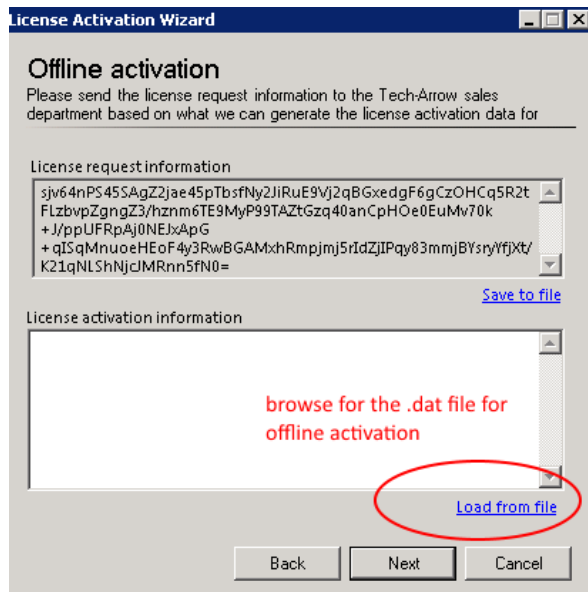 License Activation Wizard
Offline activation
Please send the license request information to the Tech-Arrow sales
department based on what we can generate the license activation data for
License request information
sjv64nPS45SAgZ2jae45pTbsfNy2JiRuE9Vj2qBGxedgF6gCzOHCq5R2t
FLzbvpZgngZ3/hznm6TE9MyP99TAZtGzq40anCpHOe0EuMv70k
+J/ppUFRpAj0NEJxApG
+qISqMnuoeHEoF4y3RwBGAMxhRmpjmj5rIdZjIPqy83mmjBYsryYfjXt/
K21qNLShNjcJMRnn5fN0=
Save to file
License activation information
browse for the .dat file for
offline activation
Load from file
Back
Next
Cancel